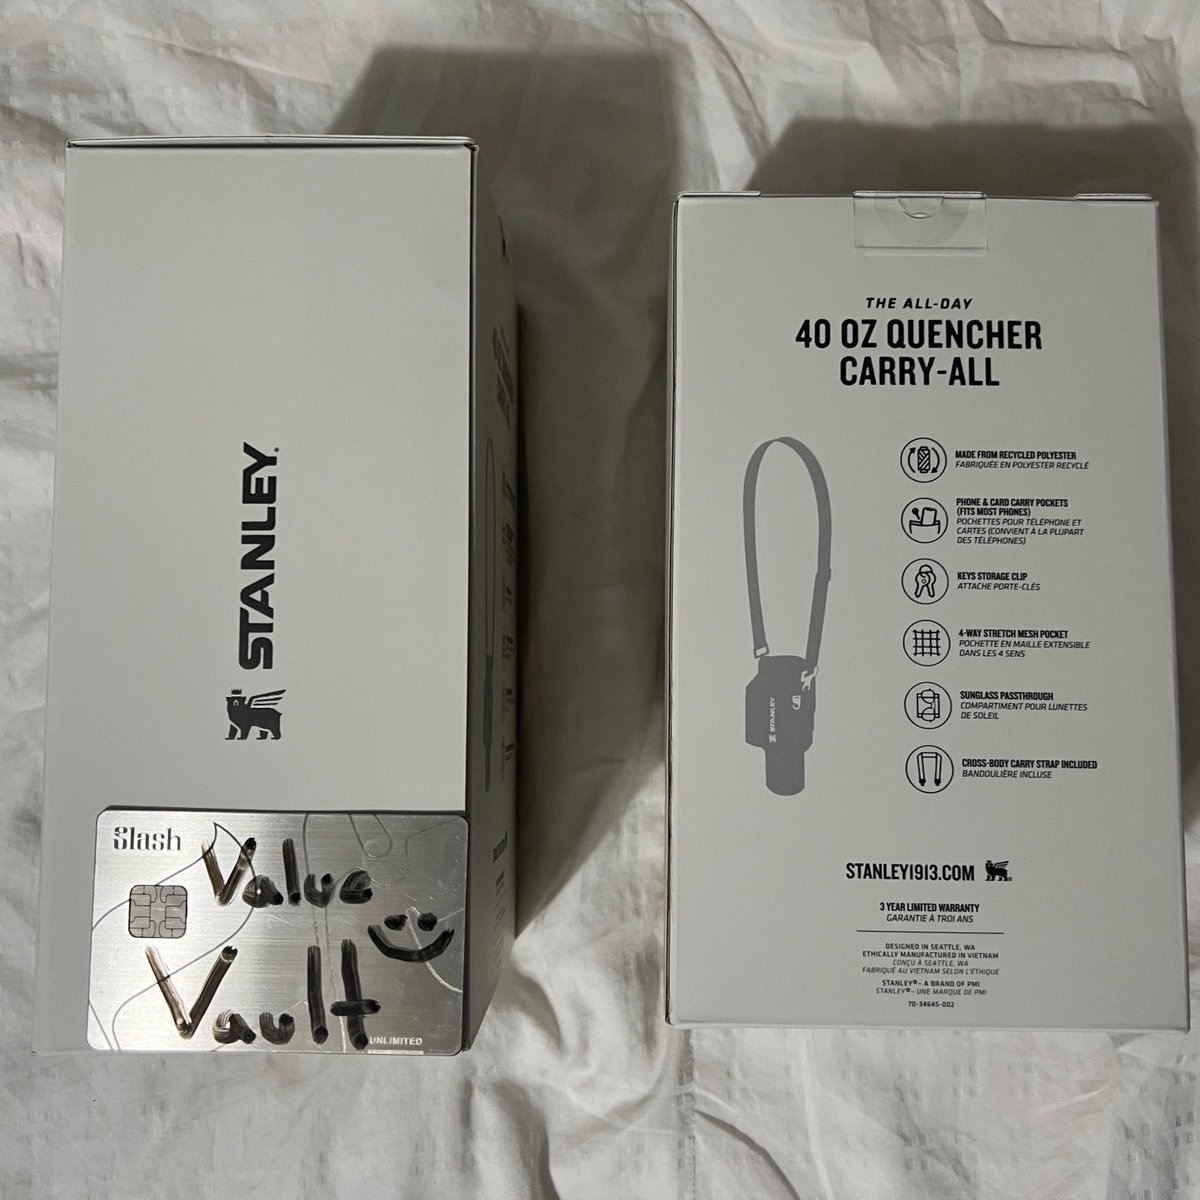 STANLEY
Slash
Value
Vault
UNLIMITED
THE ALL-DAY
40 OZ QUENCHER
CARRY-ALL
MADE FROM RECYCLED POLYESTER
FABRIQUÉE EN POLYESTER RECYCLÉ
PHONE & CARD CARRY POCKETS
(FITS MOST PHONES)
POCHETTES POUR TÉLÉPHONE ET
CARTES (CONVIENT À LA PLUPART
DES TÉLÉPHONES)
KEYS STORAGE CLIP
ATTACHE PORTE-CLÉS
4-WAY STRETCH MESH POCKET
POCHETTE EN MAILLE EXTENSIBLE
DANS LES 4 SENS
SUNGLASS PASSTHROUGH
COMPARTIMENT POUR LUNETTES
DE SOLEIL
CROSS-BODY CARRY STRAP INCLUDED
BANDOULIÈRE INCLUSE
STANLEY
STANLEY1913.COM
3 YEAR LIMITED WARRANTY
GARANTIE À TROI ANS
DESIGNED IN SEATTLE, WA
ETHICALLY MANUFACTURED IN VIETNAM
CONÇU À SEATTLE, WA
FABRIQUÉ AU VIETNAM SELON L'ÉTHIQUE
STANLEY® - A BRAND OF PMI
STANLEY® - UNE MARQUE DE PMI
70-34645-002